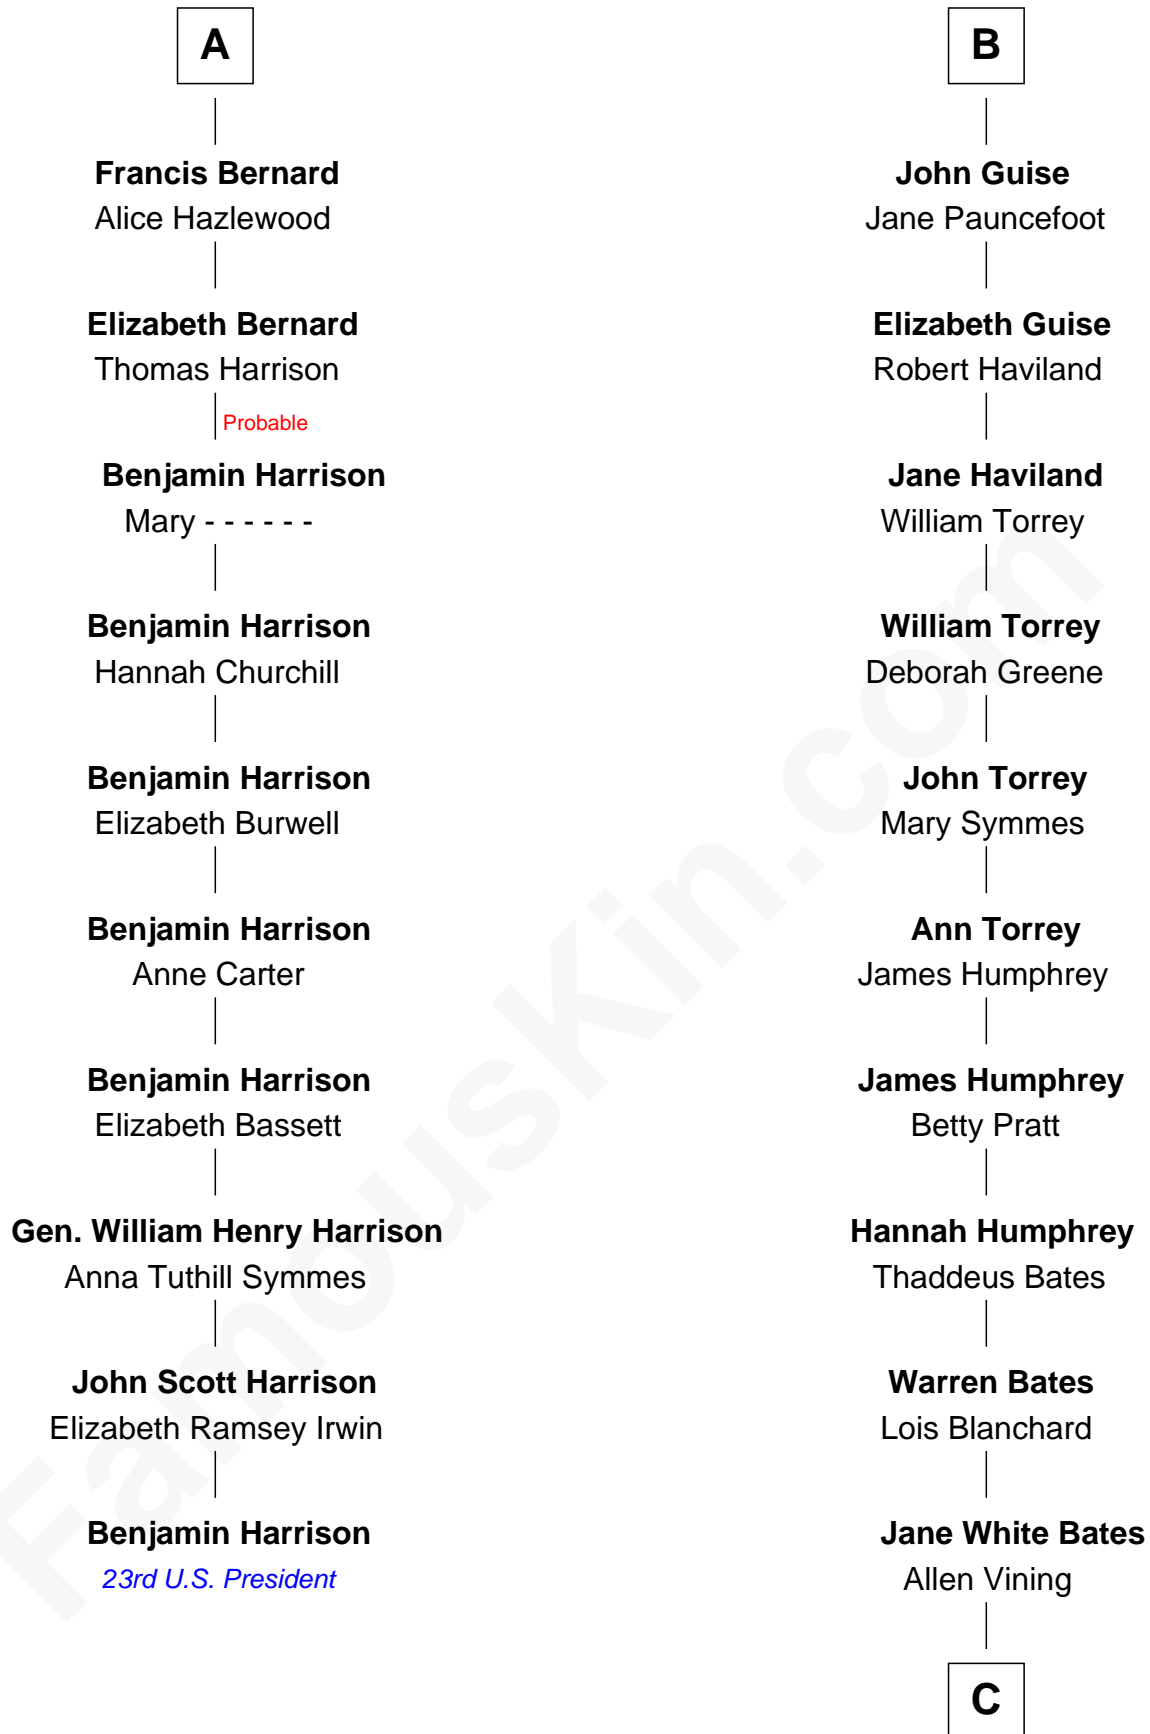 A
Francis Bernard
Alice Hazlewood
Elizabeth Bernard
Thomas Harrison
Probable
Benjamin Harrison
Mary - - - - - -
Benjamin Harrison
Hannah Churchill
Benjamin Harrison
Elizabeth Burwell
Benjamin Harrison
Anne Carter
Benjamin Harrison
Elizabeth Bassett
Gen. William Henry Harrison
Anna Tuthill Symmes
John Scott Harrison
Elizabeth Ramsey Irwin
Benjamin Harrison
23rd U.S. President
B
John Guise
Jane Pauncefoot
Elizabeth Guise
Robert Haviland
Jane Haviland
William Torrey
William Torrey
Deborah Greene
John Torrey
Mary Symmes
Ann Torrey
James Humphrey
James Humphrey
Betty Pratt
Hannah Humphrey
Thaddeus Bates
Warren Bates
Lois Blanchard
Jane White Bates
Allen Vining
C
FamousKin.com